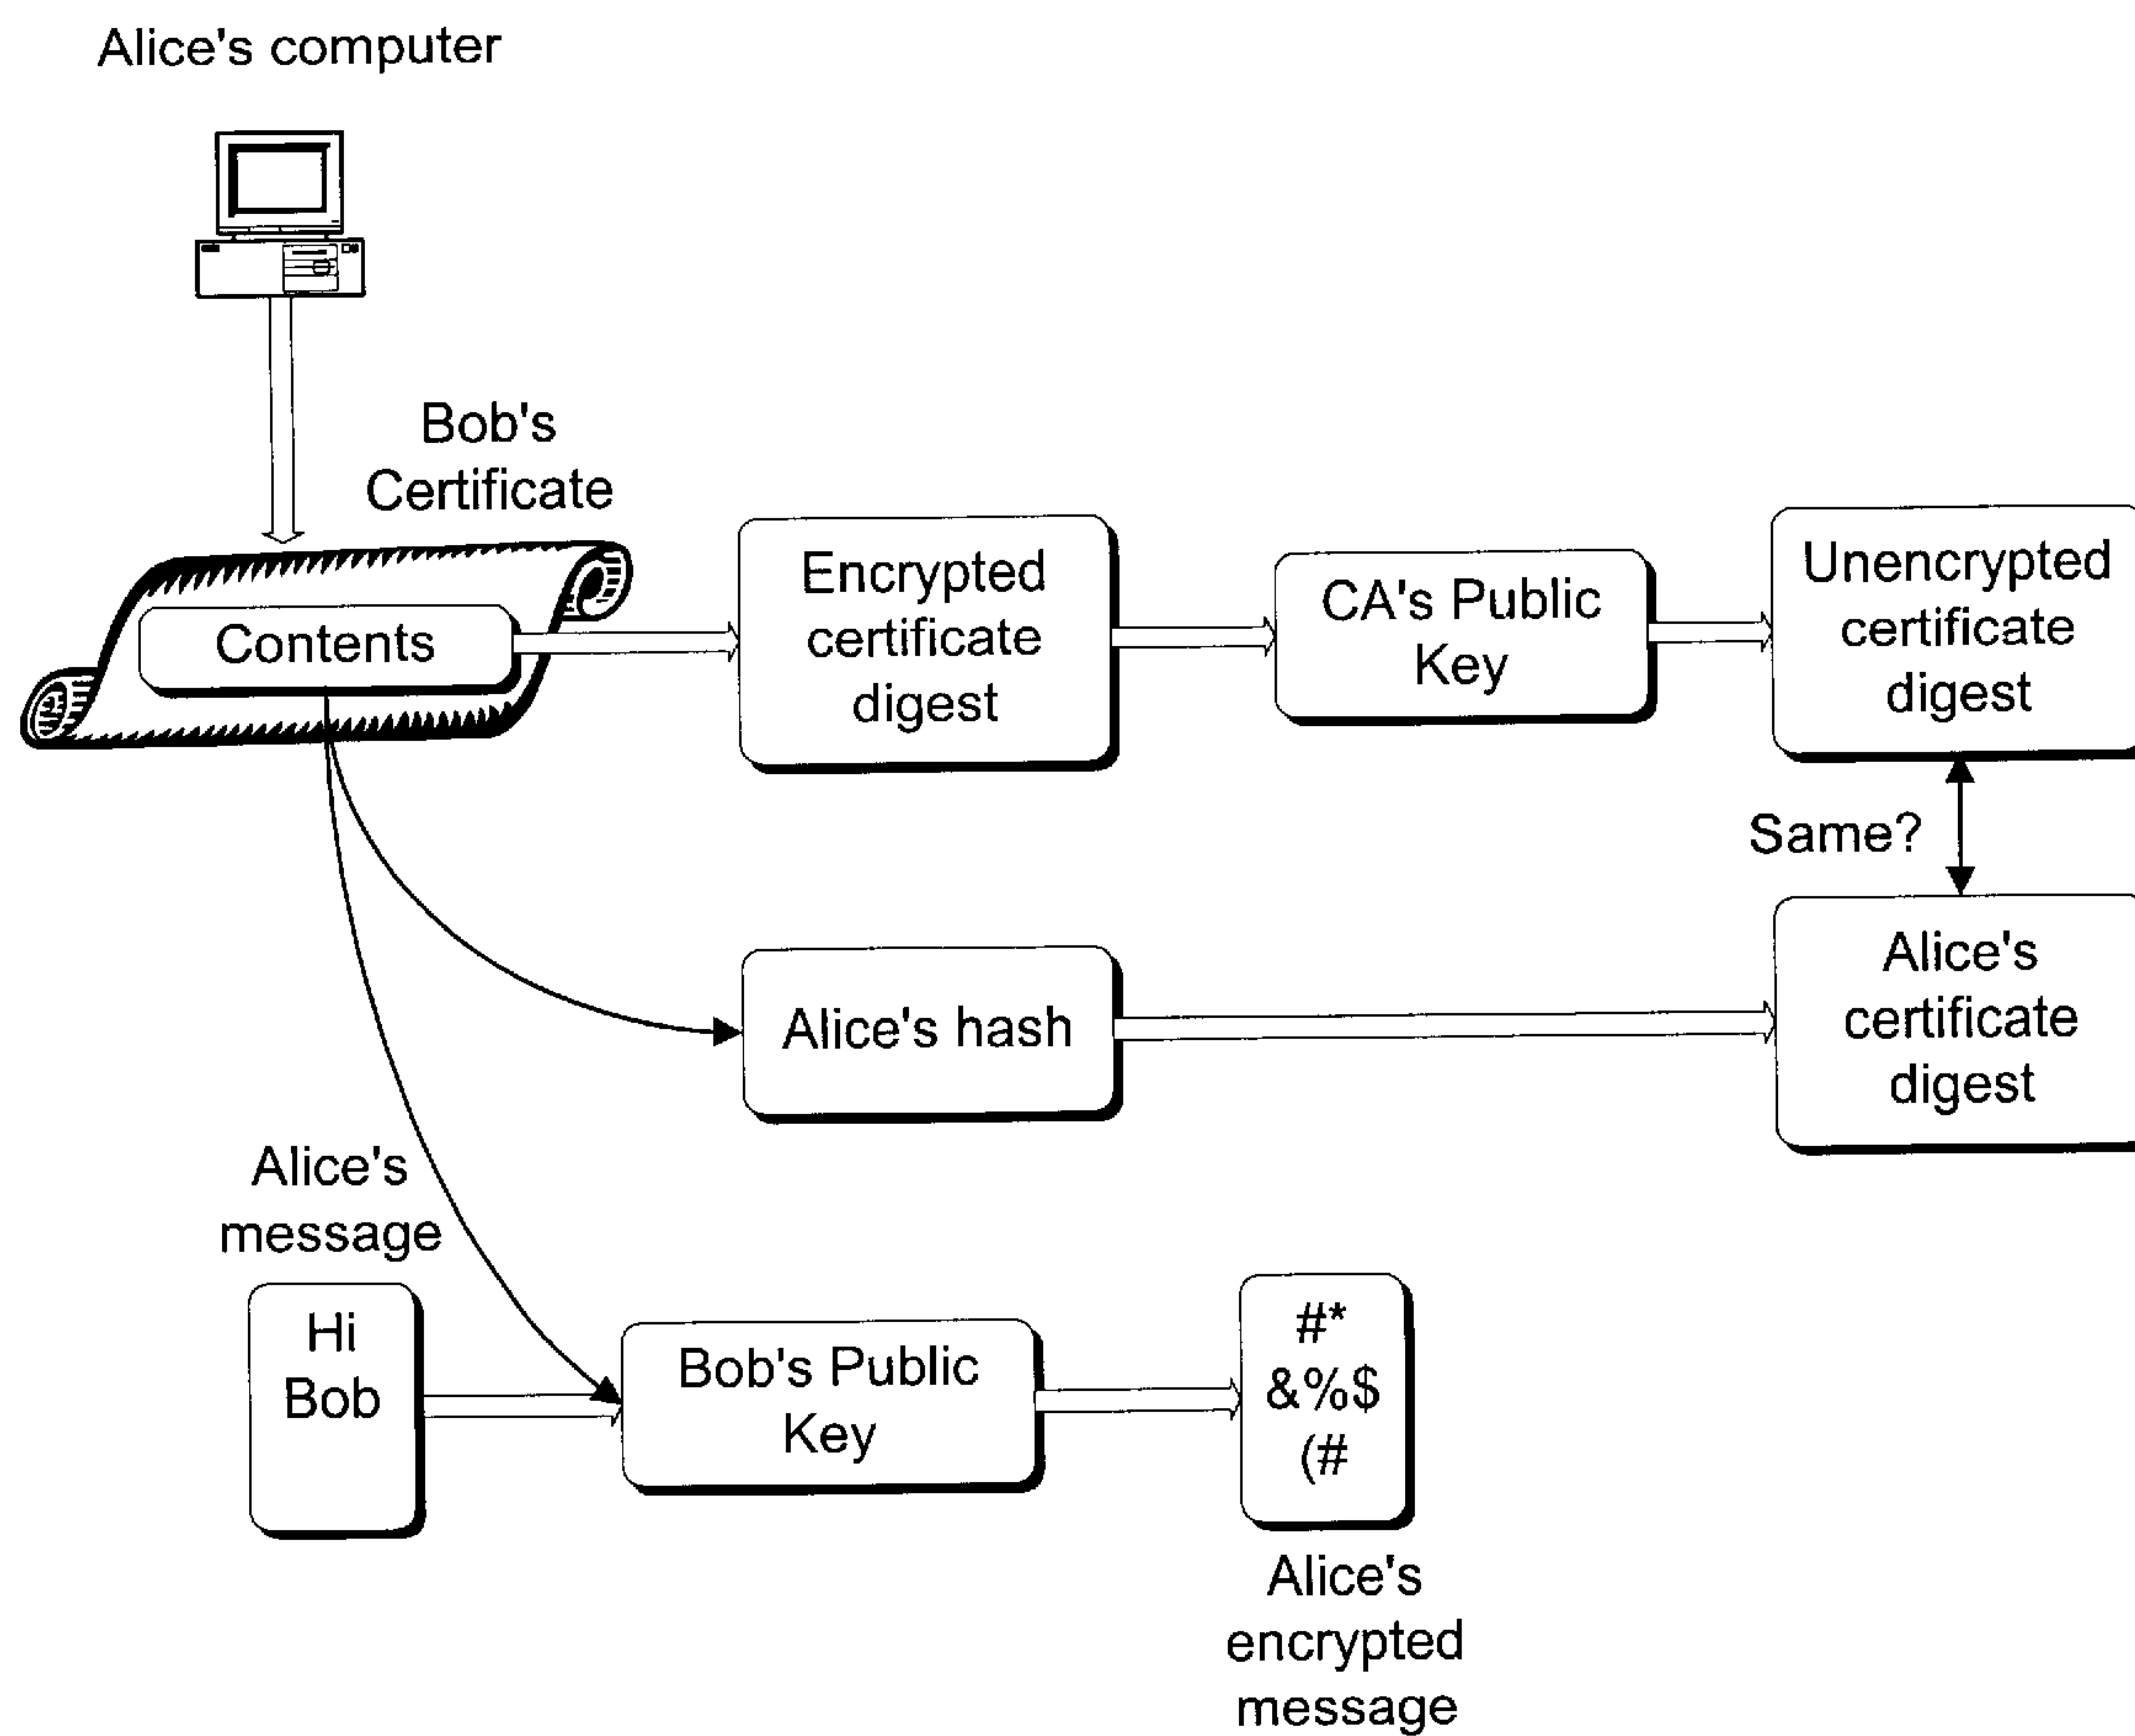 Alice's computer
Bob's
Certificate
Contents
Encrypted
certificate
digest
CA's Public
Key
Unencrypted
certificate
digest
Same?
Alice's hash
Alice's
certificate
digest
Alice's
message
Hi
Bob
Bob's Public
Key
#*
&%$
(#
Alice's
encrypted
message